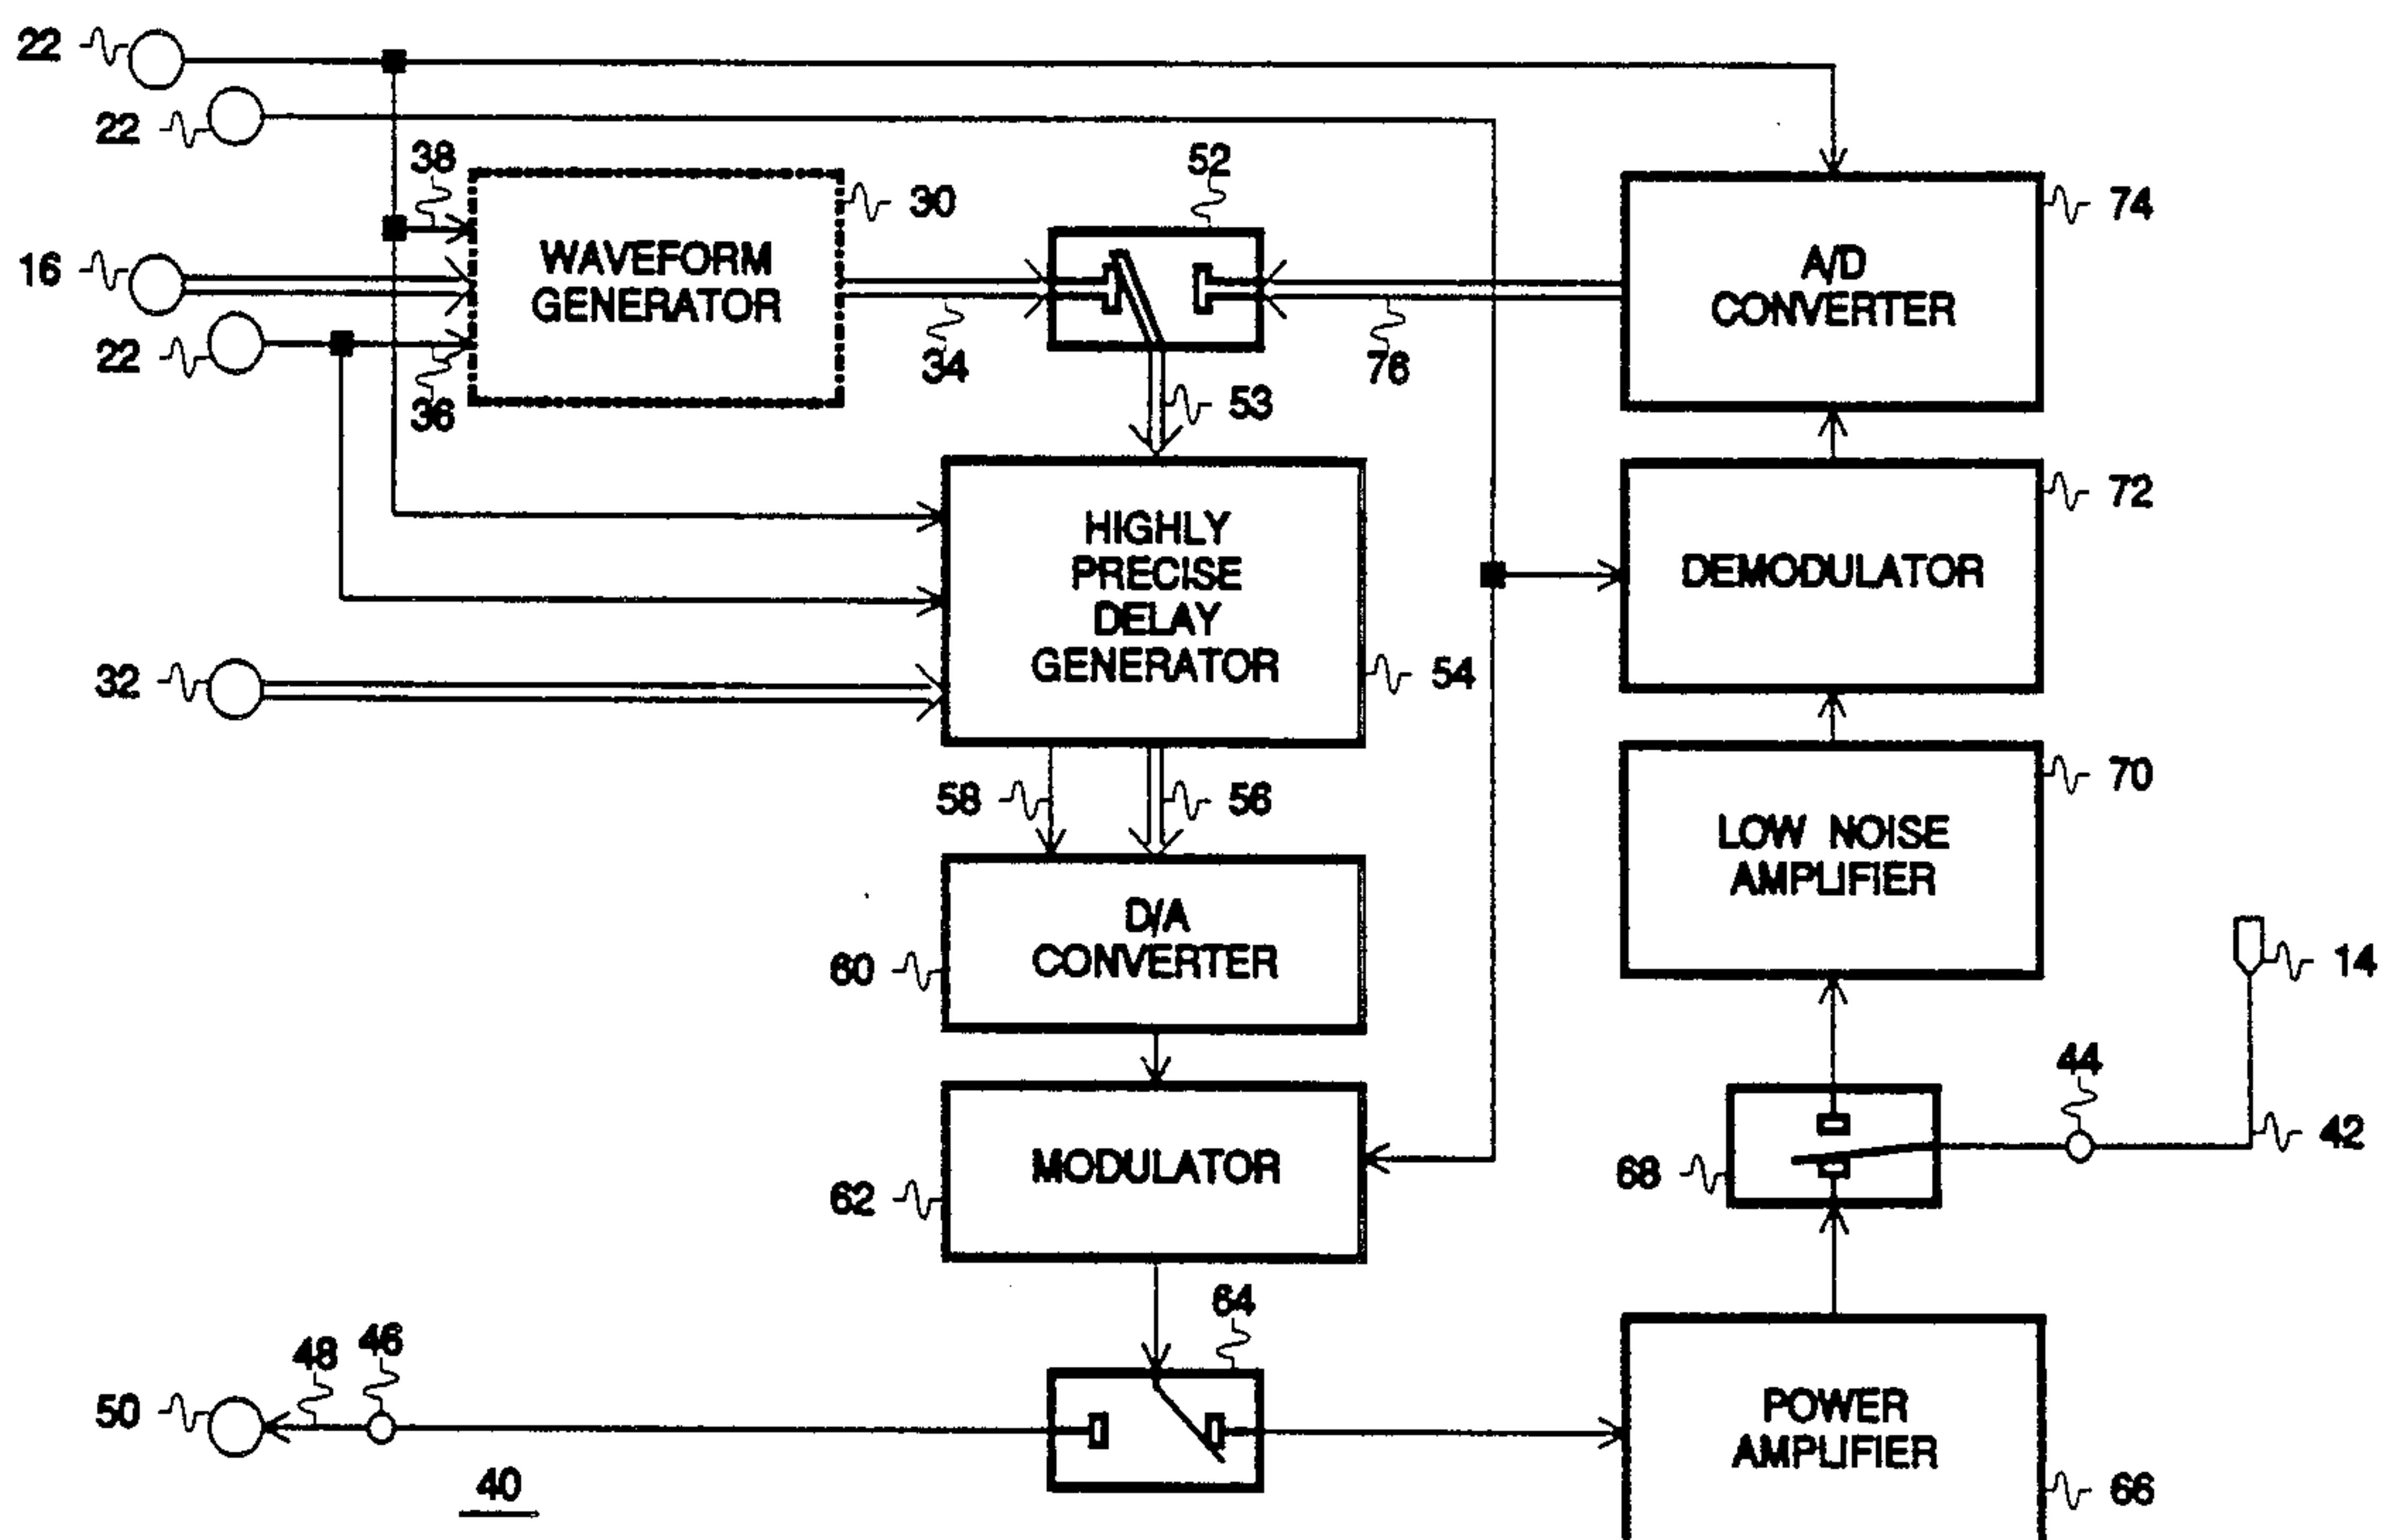 22
22
38
52
30
74
WAVEFORM
GENERATOR
A/D
CONVERTER
16
22
36
34
76
53
HIGHLY
PRECISE
DELAY
GENERATOR
72
DEMODULATOR
32
54
58
56
70
LOW NOISE
AMPLIFIER
D/A
CONVERTER
60
14
44
42
MODULATOR
62
68
64
48
46
50
POWER
AMPLIFIER
40
66